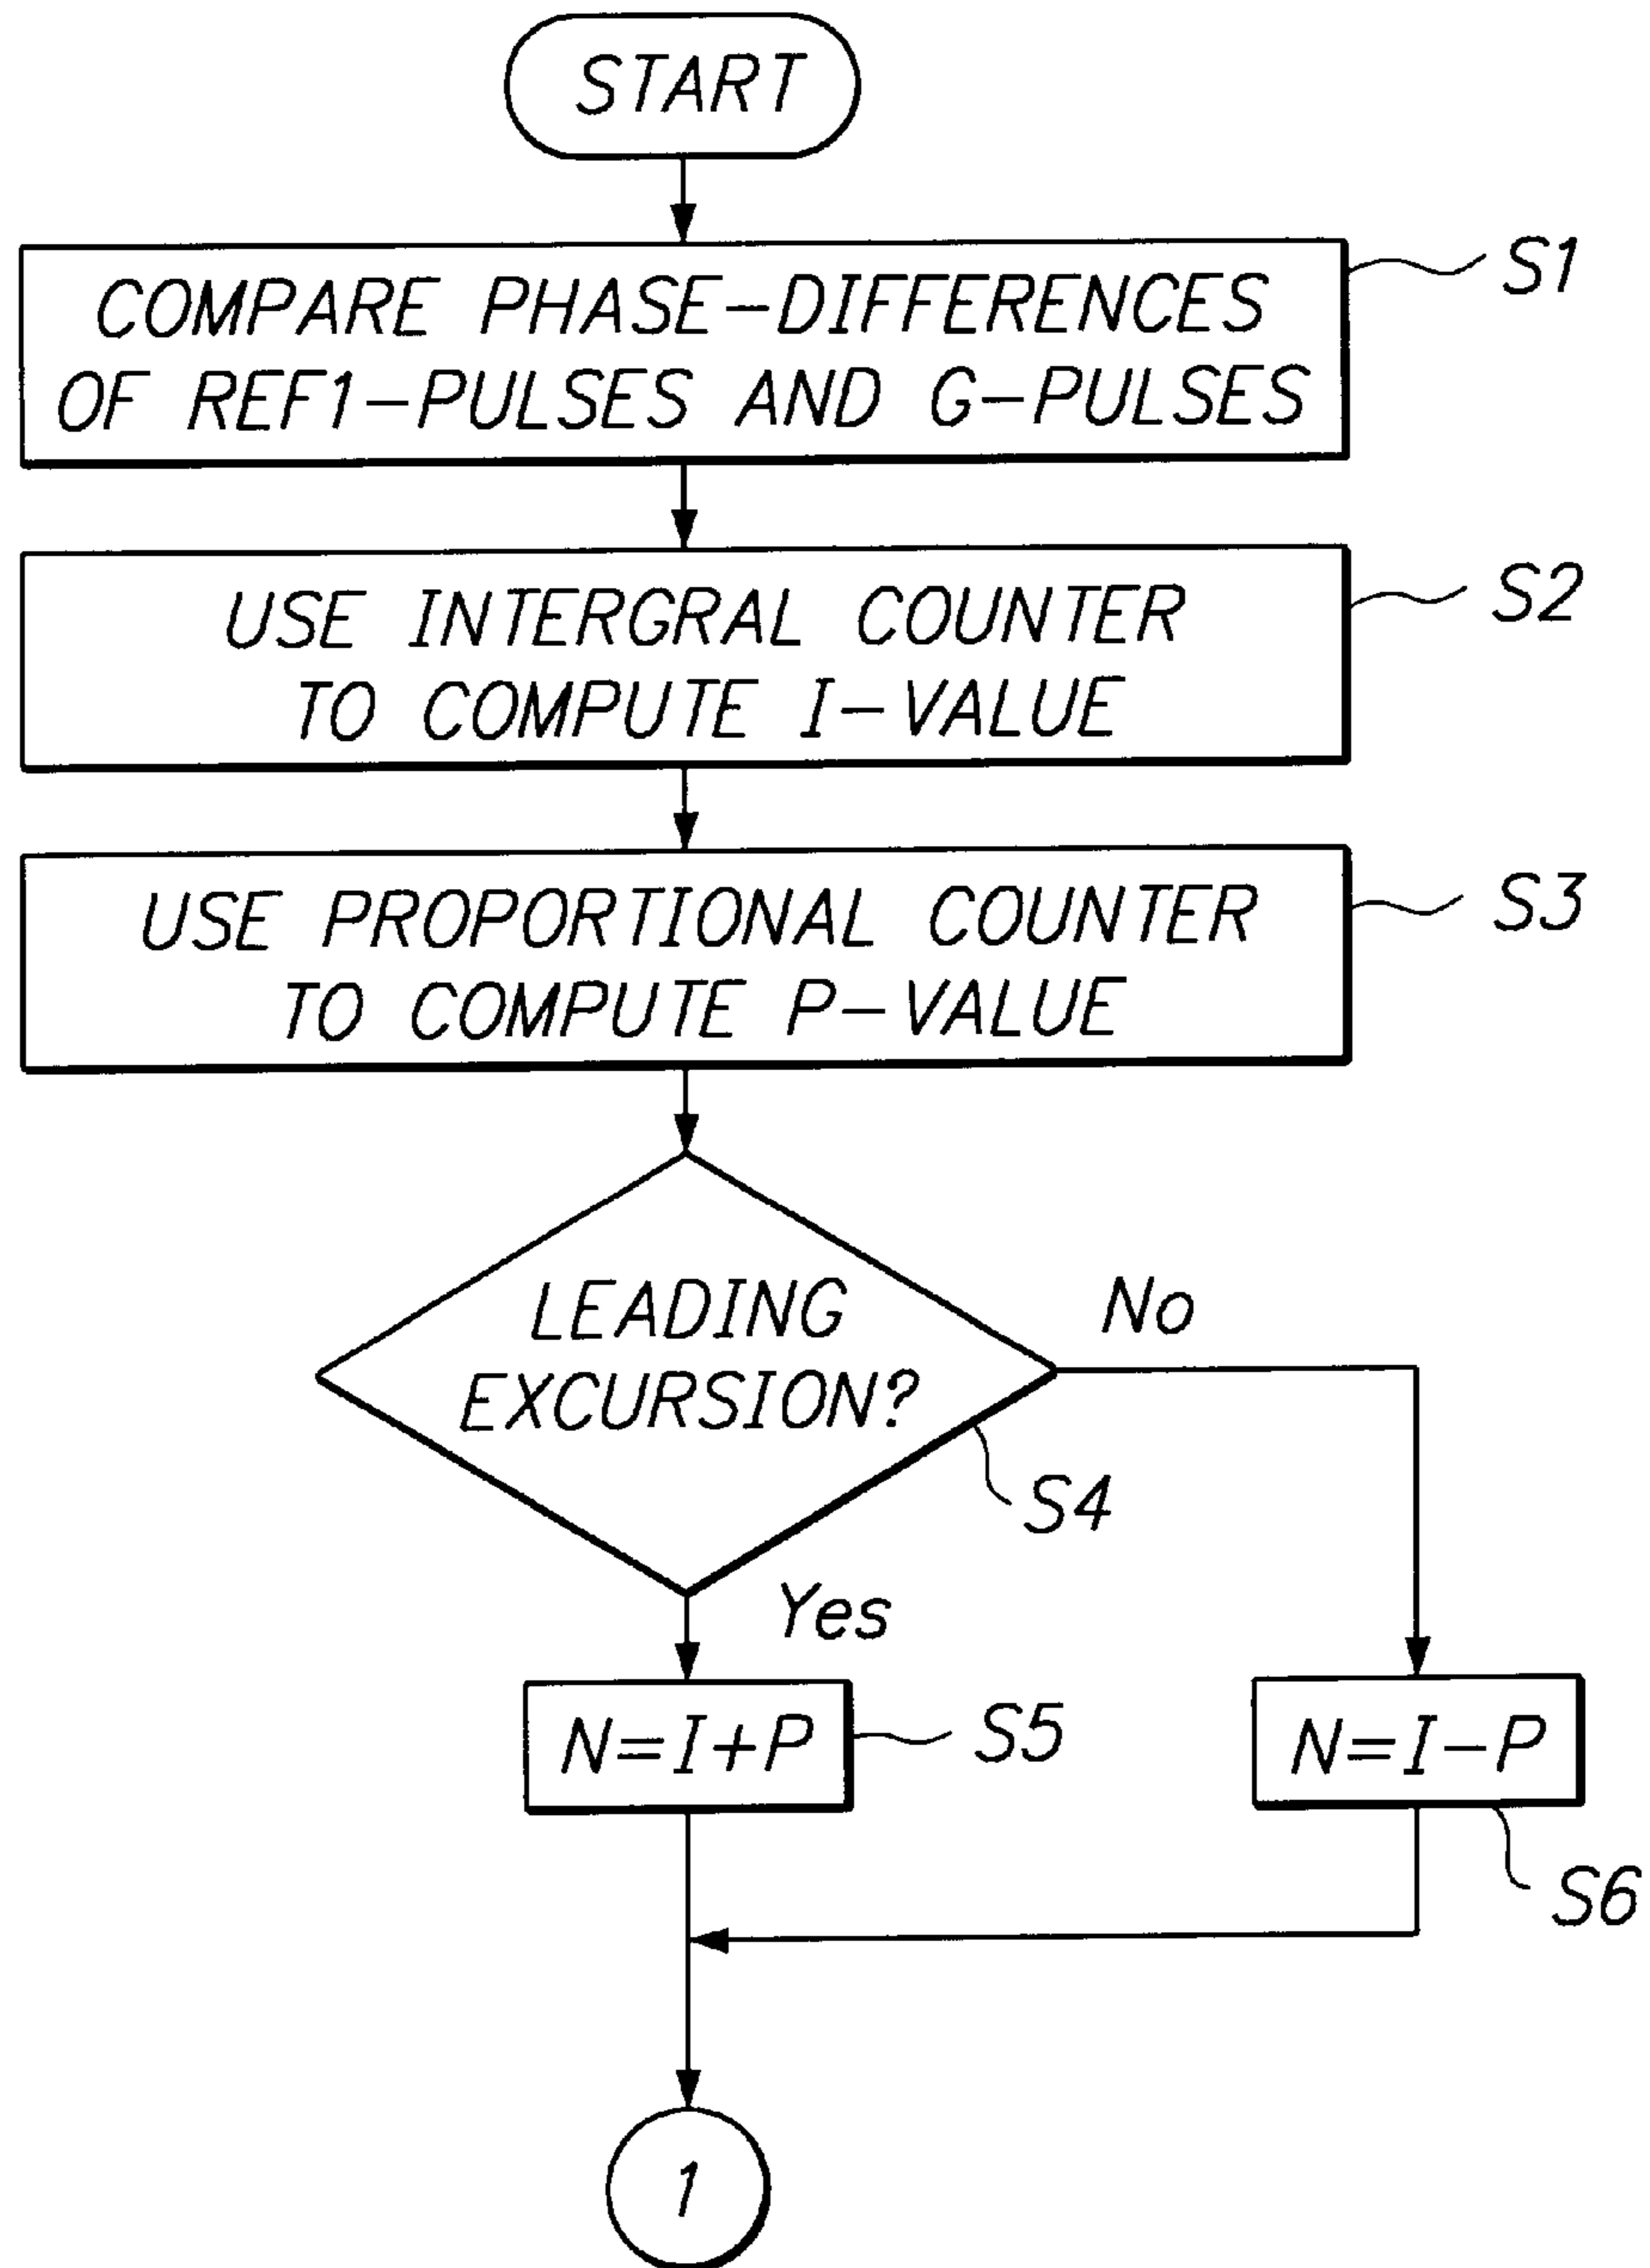 START
COMPARE PHASE-DIFFERENCES
OF REF1-PULSES AND G-PULSES
S1
USE INTERGRAL COUNTER
TO COMPUTE I-VALUE
S2
USE PROPORTIONAL COUNTER
TO COMPUTE P-VALUE
S3
LEADING
EXCURSION?
No
S4
Yes
N=I+P
S5
N=I-P
S6
1